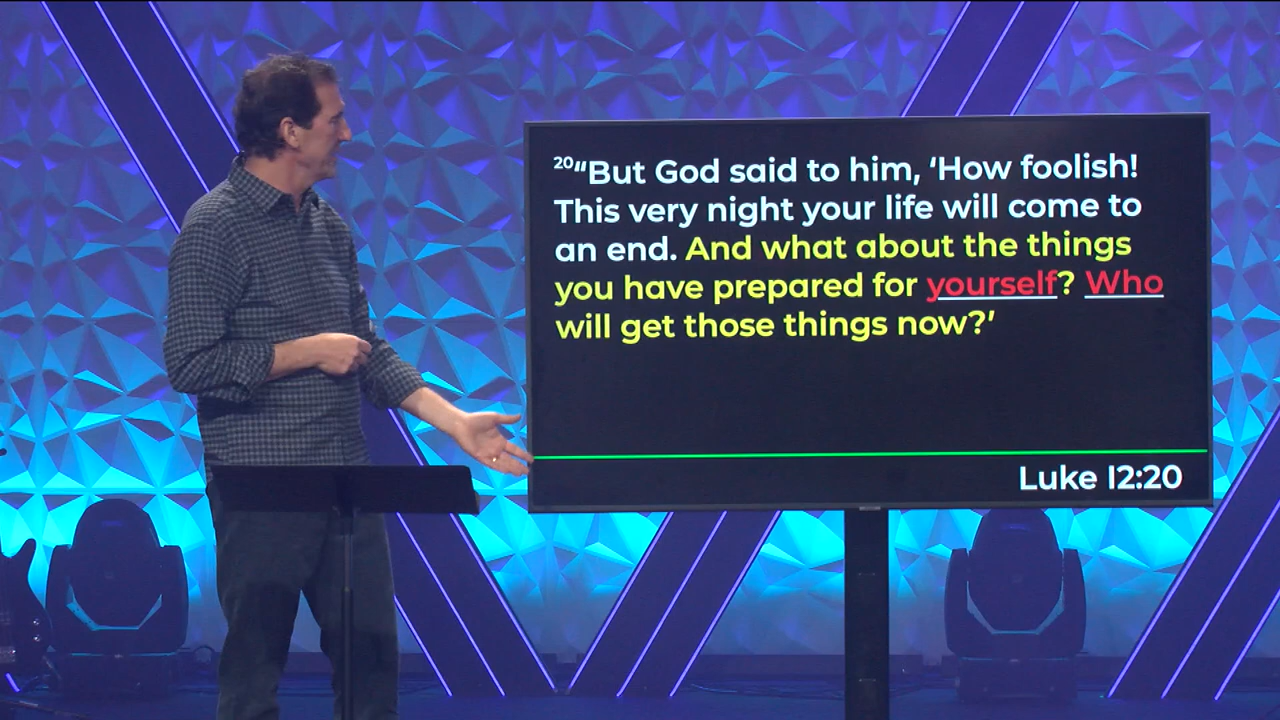 20“But God said to him, ‘How foolish!
This very night your life will come to
an end. And what about the things
you have prepared for yourself? Who
will get those things now?’
Luke 12:20